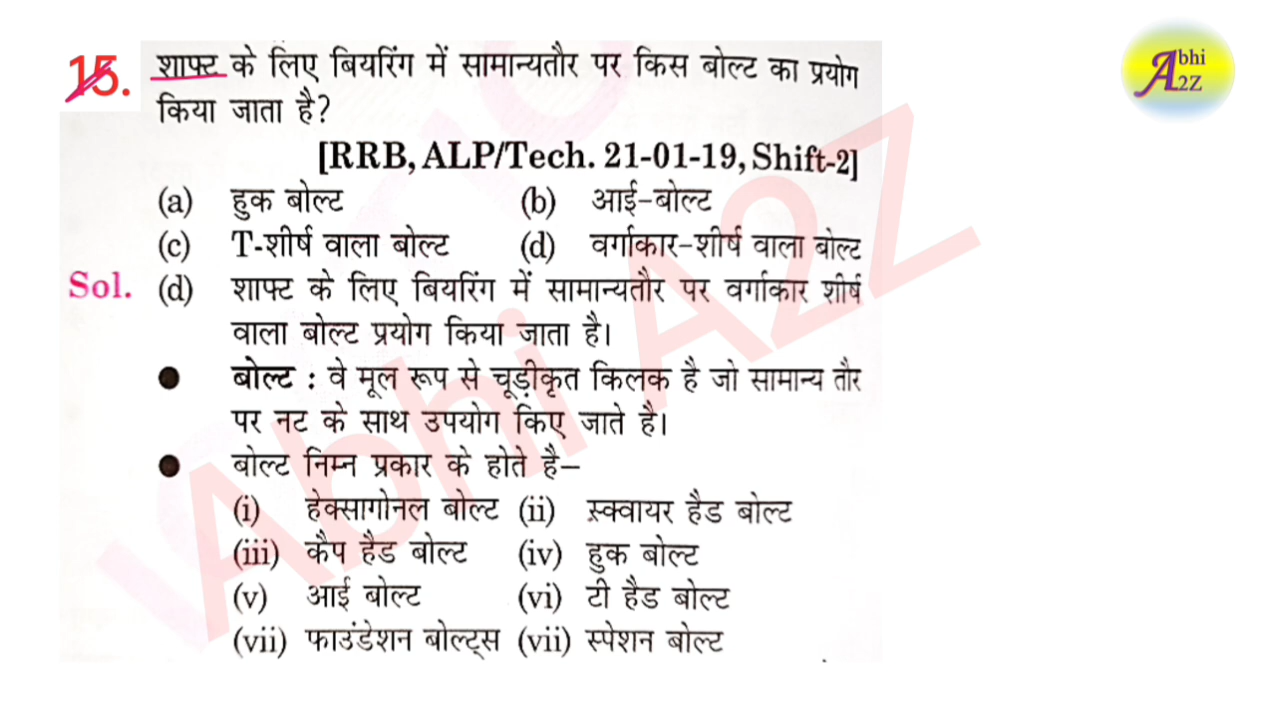 Abhi A2Z
15. शाफ्ट के लिए बियरिंग में सामान्यतौर पर किस बोल्ट का प्रयोग
किया जाता है?
[RRB, ALP/Tech. 21-01-19, Shift-2]
(a) हुक बोल्ट (b) आई-बोल्ट
(c) T-शीर्ष वाला बोल्ट (d) वर्गाकार-शीर्ष वाला बोल्ट
Sol. (d) शाफ्ट के लिए बियरिंग में सामान्यतौर पर वर्गाकार शीर्ष
वाला बोल्ट प्रयोग किया जाता है।
● बोल्ट : वे मूल रूप से चूड़ीकृत किलक है जो सामान्य तौर
पर नट के साथ उपयोग किए जाते है।
● बोल्ट निम्न प्रकार के होते है–
(i) हेक्सागोनल बोल्ट (ii) स्क्वायर हैड बोल्ट
(iii) कैप हैड बोल्ट (iv) हुक बोल्ट
(v) आई बोल्ट (vi) टी हैड बोल्ट
(vii) फाउंडेशन बोल्ट्स (vii) स्पेशन बोल्ट
Abhi A2Z